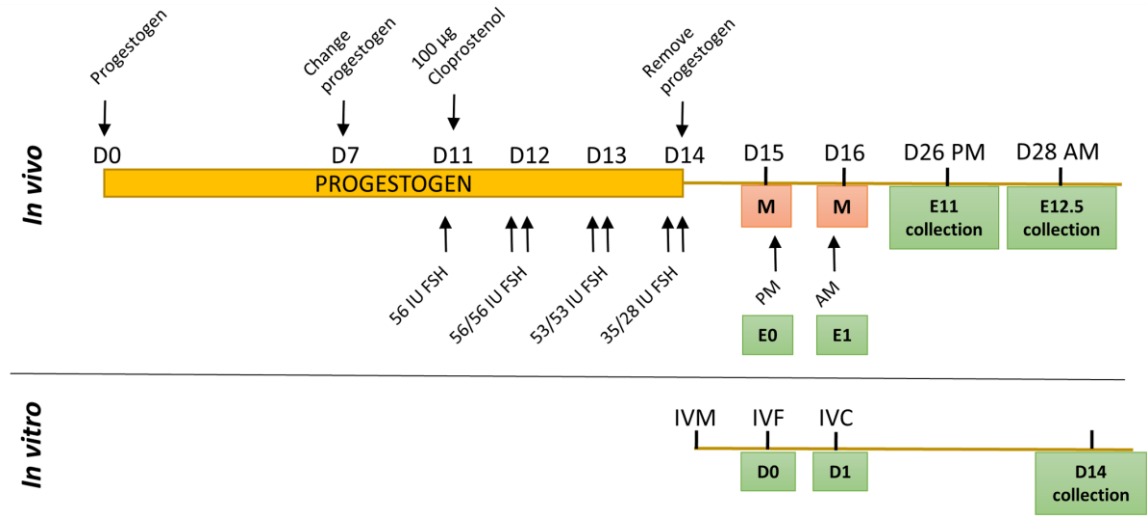 Progestogen
Change
progestogen
100 µg
Cloprostenol
Remove
progestogen
In vivo
D0
D7
D11
D12
D13
D14
D15
D16
D26 PM
D28 AM
PROGESTOGEN
M
M
E11
collection
E12.5
collection
56 IU FSH
56/56 IU FSH
53/53 IU FSH
35/28 IU FSH
PM
AM
E0
E1
In vitro
IVM
IVF
IVC
D0
D1
D14
collection